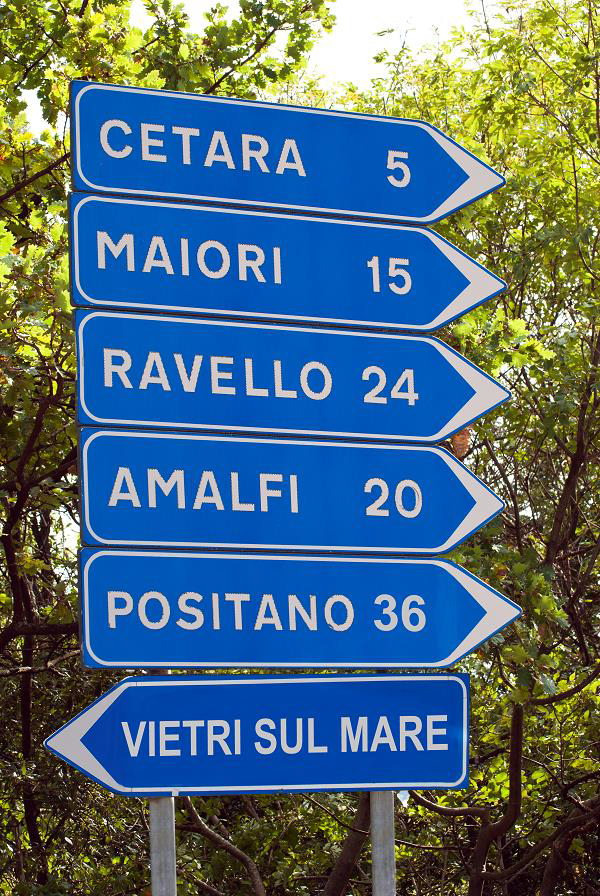 CETARA 5
MAIORI 15
RAVELLO 24
AMALFI 20
POSITANO 36
VIETRI SUL MARE